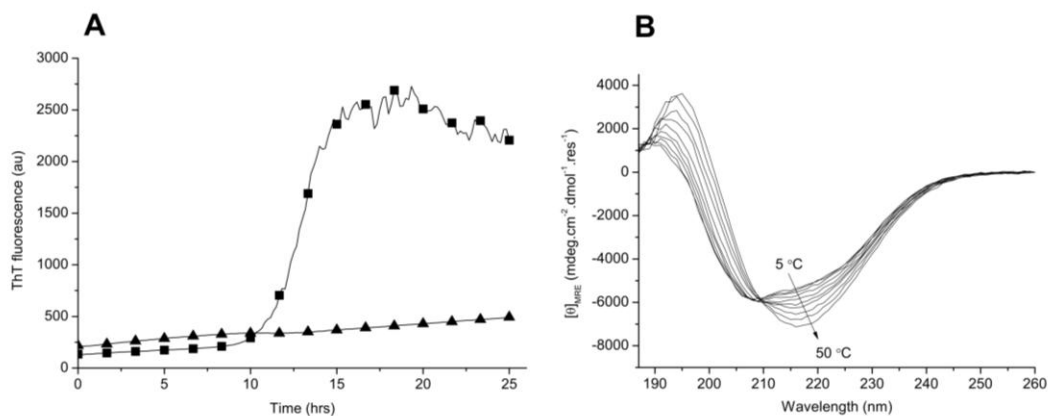 A
ThT fluorescence (au)
3000
2500
2000
1500
1000
500
0
0 5 10 15 20 25
Time (hrs)
B
[θ]MRE (mdeg.cm-2.dmol-1.res-1)
4000
2000
0
-2000
-4000
-6000
-8000
5 °C
50 °C
190 200 210 220 230 240 250 260
Wavelength (nm)